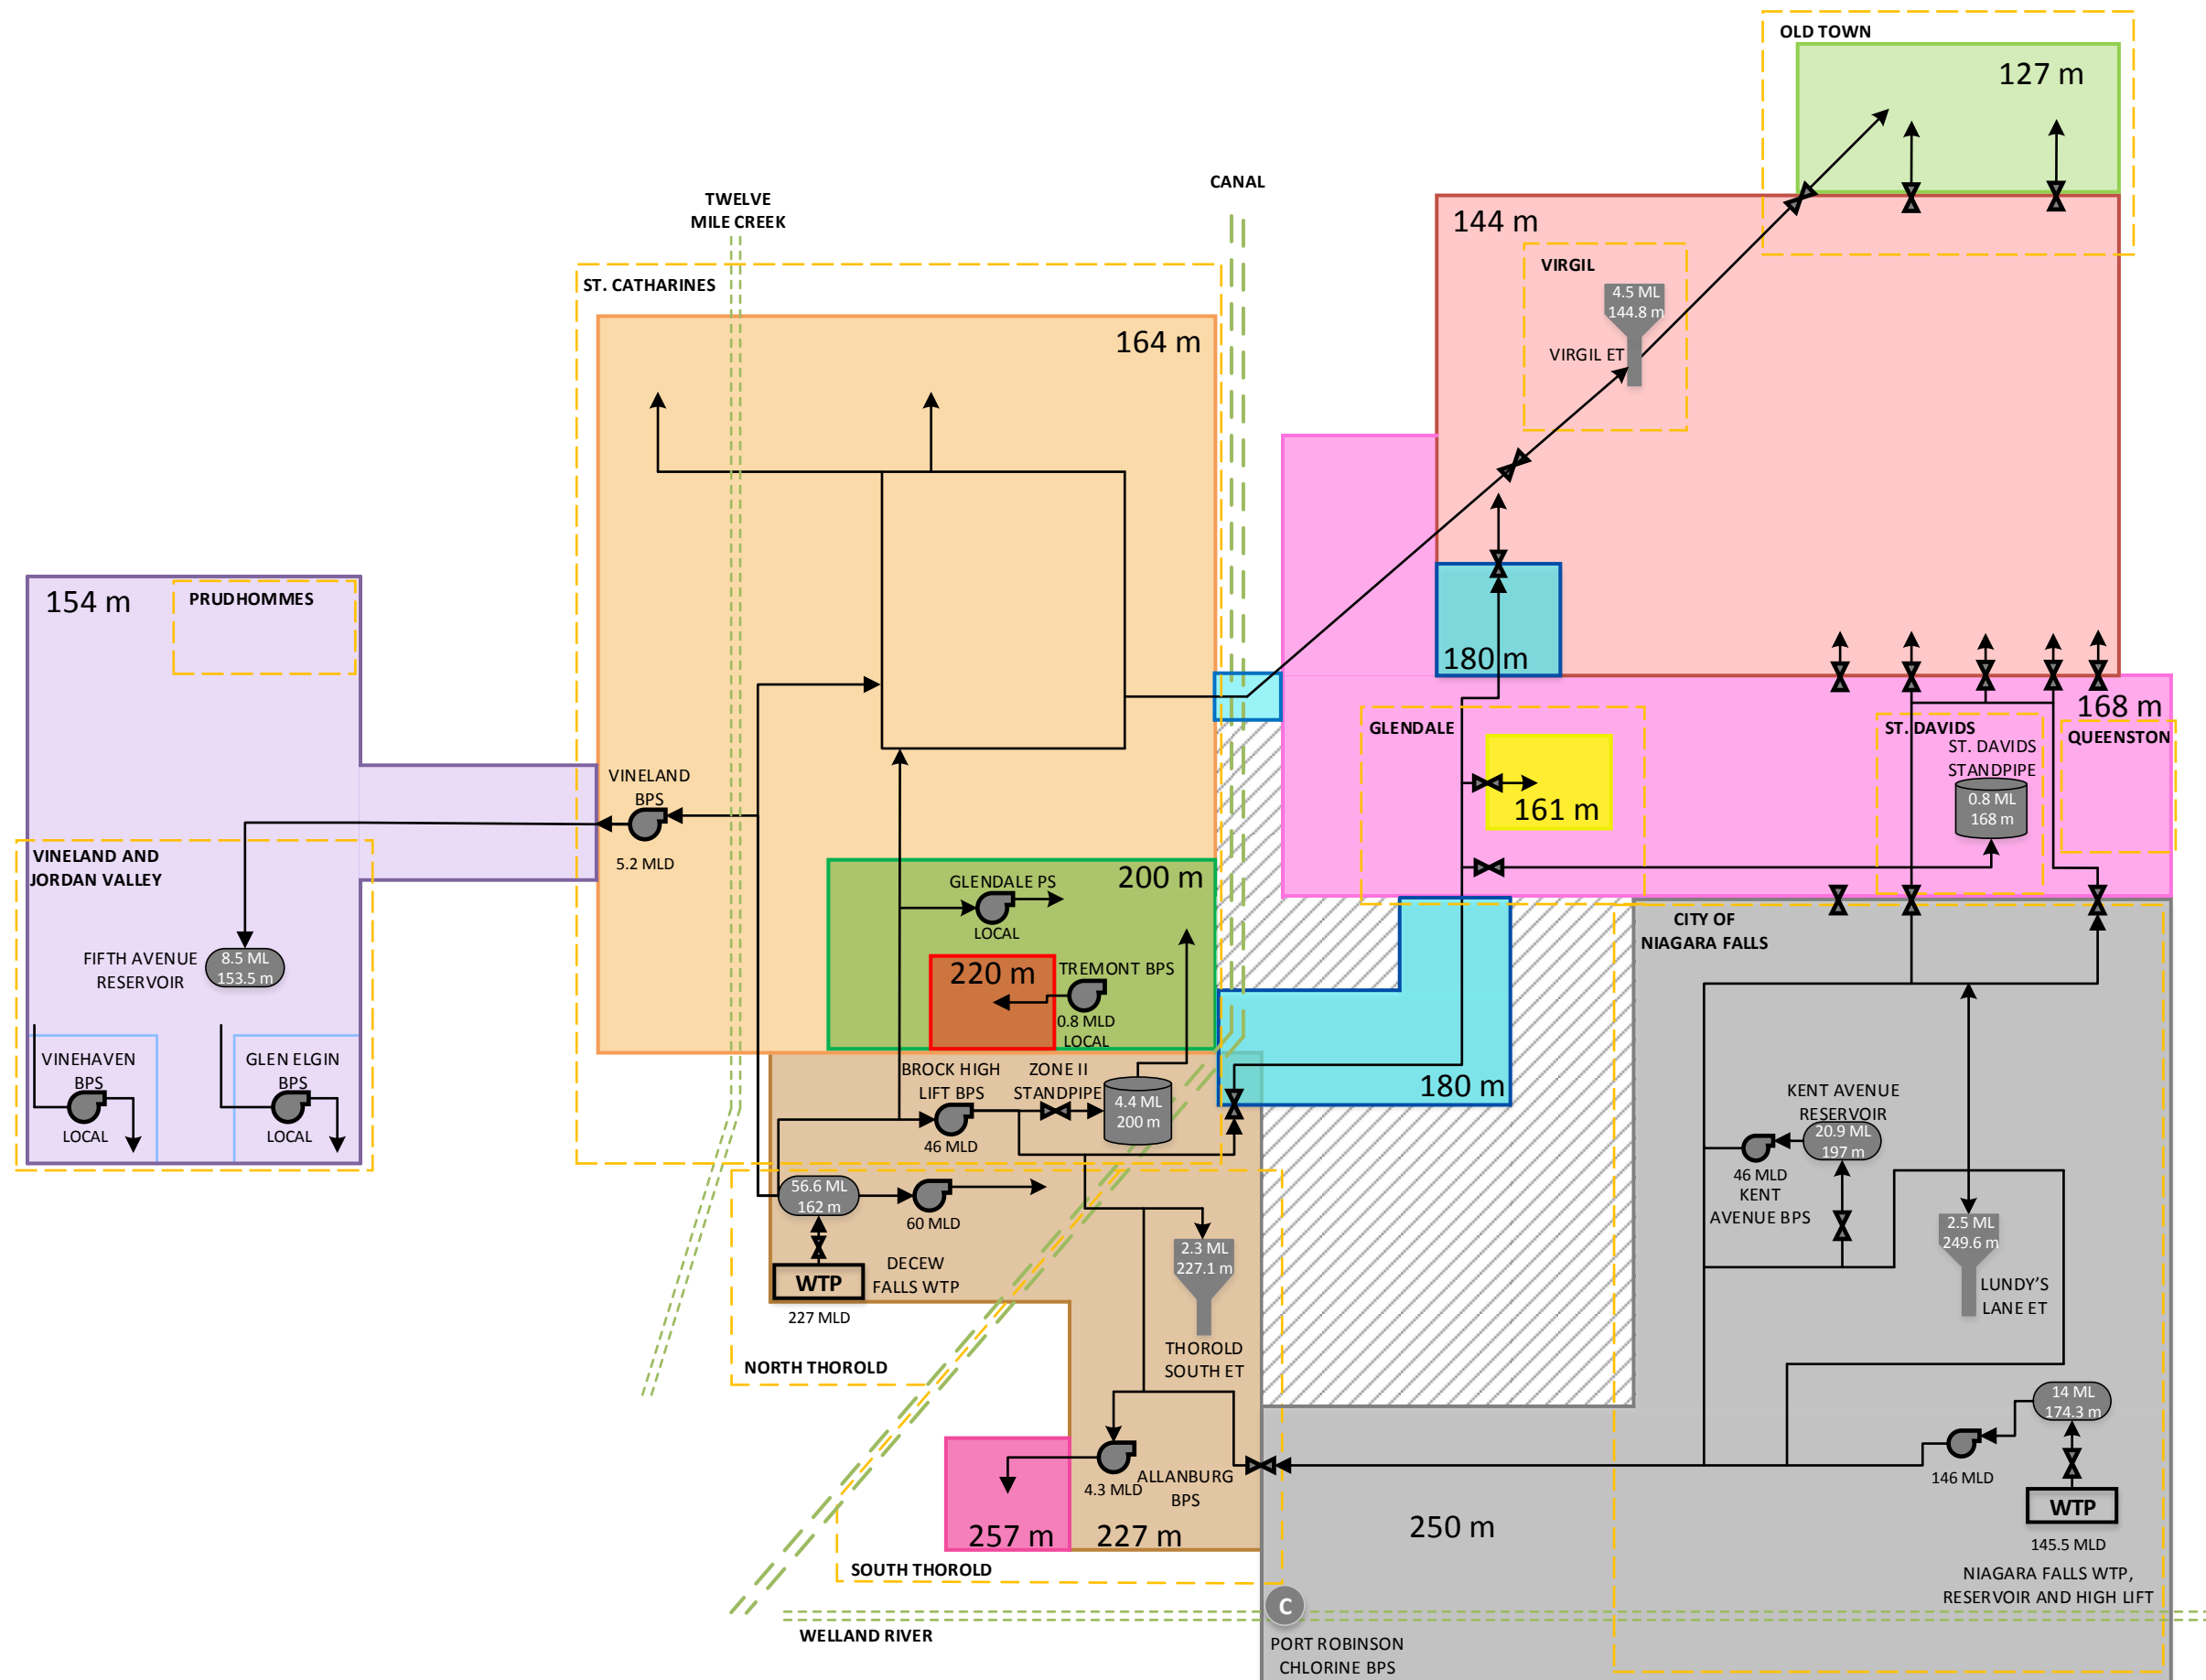 OLD TOWN
127 m
CANAL
TWELVE
MILE CREEK
144 m
VIRGIL
4.5 ML
144.8 m
VIRGIL ET
ST. CATHARINES
164 m
154 m
PRUDHOMMES
180 m
168 m
GLENDALE
ST. DAVIDS
QUEENSTON
ST. DAVIDS
STANDPIPE
0.8 ML
168 m
161 m
VINELAND
BPS
5.2 MLD
VINELAND AND
JORDAN VALLEY
200 m
GLENDALE PS
LOCAL
CITY OF
NIAGARA FALLS
FIFTH AVENUE
RESERVOIR
8.5 ML
153.5 m
220 m
TREMONT BPS
0.8 MLD
LOCAL
VINEHAVEN
BPS
LOCAL
GLEN ELGIN
BPS
LOCAL
BROCK HIGH
LIFT BPS
46 MLD
ZONE II
STANDPIPE
4.4 ML
200 m
180 m
KENT AVENUE
RESERVOIR
20.9 ML
197 m
46 MLD
KENT
AVENUE BPS
56.6 ML
162 m
60 MLD
2.5 ML
249.6 m
LUNDY'S
LANE ET
2.3 ML
227.1 m
THOROLD
SOUTH ET
WTP
DECEW
FALLS WTP
227 MLD
NORTH THOROLD
14 ML
174.3 m
146 MLD
4.3 MLD
ALLANBURG
BPS
WTP
145.5 MLD
NIAGARA FALLS WTP,
RESERVOIR AND HIGH LIFT
257 m
227 m
250 m
SOUTH THOROLD
C
WELLAND RIVER
PORT ROBINSON
CHLORINE BPS